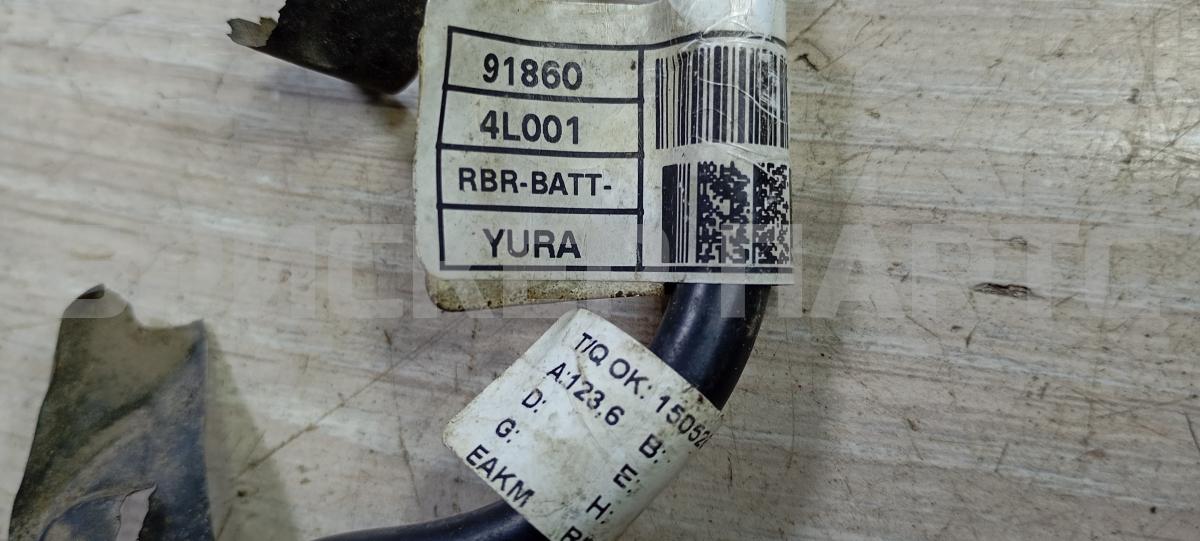 91860
4L001
RBR-BATT-
YURA
T/Q OK: 15052
A:123,6 B:
D: E:
G: H:
EAKM